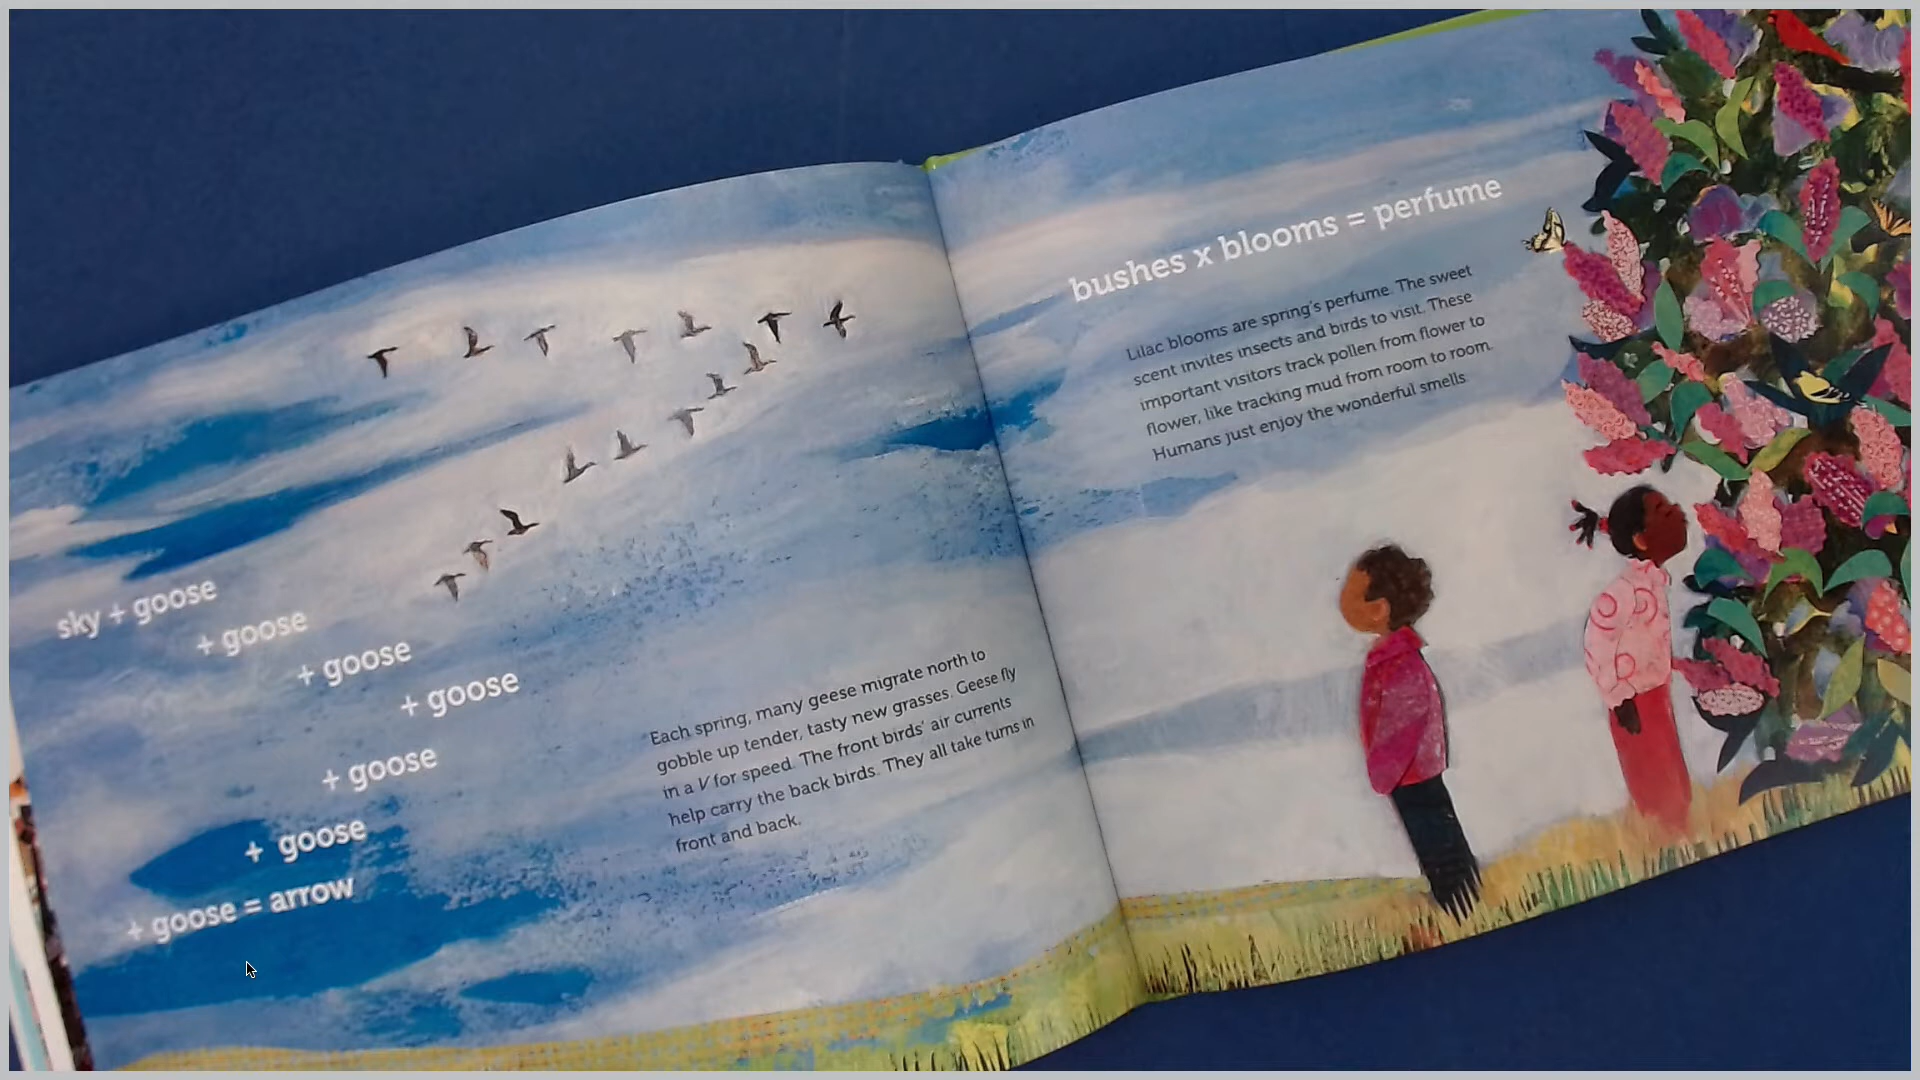 sky + goose
+ goose
+ goose
+ goose
+ goose
+ goose
+ goose = arrow
Each spring, many geese migrate north to
gobble up tender, tasty new grasses. Geese fly
in a V for speed. The front birds' air currents
help carry the back birds. They all take turns in
front and back.
bushes x blooms = perfume
Lilac blooms are spring's perfume. The sweet
scent invites insects and birds to visit. These
important visitors track pollen from flower to
flower, like tracking mud from room to room.
Humans just enjoy the wonderful smells.